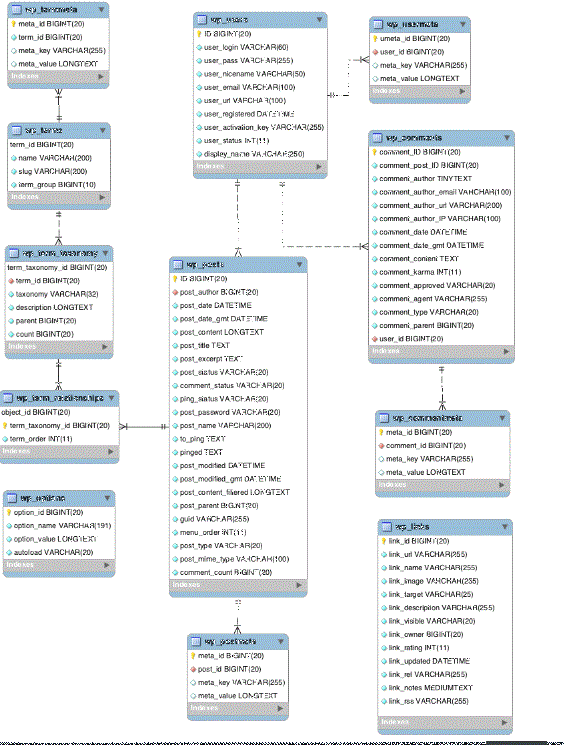 wp_termmeta
meta_id BIGINT(20)
term_id BIGINT(20)
meta_key VARCHAR(255)
meta_value LONGTEXT
Indexes
wp_terms
term_id BIGINT(20)
name VARCHAR(200)
slug VARCHAR(200)
term_group BIGINT(10)
Indexes
wp_term_taxonomy
term_taxonomy_id BIGINT(20)
term_id BIGINT(20)
taxonomy VARCHAR(32)
description LONGTEXT
parent BIGINT(20)
count BIGINT(20)
Indexes
wp_term_relationships
object_id BIGINT(20)
term_taxonomy_id BIGINT(20)
term_order INT(11)
Indexes
wp_options
option_id BIGINT(20)
option_name VARCHAR(191)
option_value LONGTEXT
autoload VARCHAR(20)
Indexes
wp_users
ID BIGINT(20)
user_login VARCHAR(60)
user_pass VARCHAR(255)
user_nicename VARCHAR(50)
user_email VARCHAR(100)
user_url VARCHAR(100)
user_registered DATETIME
user_activation_key VARCHAR(255)
user_status INT(11)
display_name VARCHAR(250)
Indexes
wp_posts
ID BIGINT(20)
post_author BIGINT(20)
post_date DATETIME
post_date_gmt DATETIME
post_content LONGTEXT
post_title TEXT
post_excerpt TEXT
post_status VARCHAR(20)
comment_status VARCHAR(20)
ping_status VARCHAR(20)
post_password VARCHAR(20)
post_name VARCHAR(200)
to_ping TEXT
pinged TEXT
post_modified DATETIME
post_modified_gmt DATETIME
post_content_filtered LONGTEXT
post_parent BIGINT(20)
guid VARCHAR(255)
menu_order INT(11)
post_type VARCHAR(20)
post_mime_type VARCHAR(100)
comment_count BIGINT(20)
Indexes
wp_postmeta
meta_id BIGINT(20)
post_id BIGINT(20)
meta_key VARCHAR(255)
meta_value LONGTEXT
Indexes
wp_usermeta
umeta_id BIGINT(20)
user_id BIGINT(20)
meta_key VARCHAR(255)
meta_value LONGTEXT
Indexes
wp_comments
comment_ID BIGINT(20)
comment_post_ID BIGINT(20)
comment_author TINYTEXT
comment_author_email VARCHAR(100)
comment_author_url VARCHAR(200)
comment_author_IP VARCHAR(100)
comment_date DATETIME
comment_date_gmt DATETIME
comment_content TEXT
comment_karma INT(11)
comment_approved VARCHAR(20)
comment_agent VARCHAR(255)
comment_type VARCHAR(20)
comment_parent BIGINT(20)
user_id BIGINT(20)
Indexes
wp_commentmeta
meta_id BIGINT(20)
comment_id BIGINT(20)
meta_key VARCHAR(255)
meta_value LONGTEXT
Indexes
wp_links
link_id BIGINT(20)
link_url VARCHAR(255)
link_name VARCHAR(255)
link_image VARCHAR(255)
link_target VARCHAR(25)
link_description VARCHAR(255)
link_visible VARCHAR(20)
link_owner BIGINT(20)
link_rating INT(11)
link_updated DATETIME
link_rel VARCHAR(255)
link_notes MEDIUMTEXT
link_rss VARCHAR(255)
Indexes